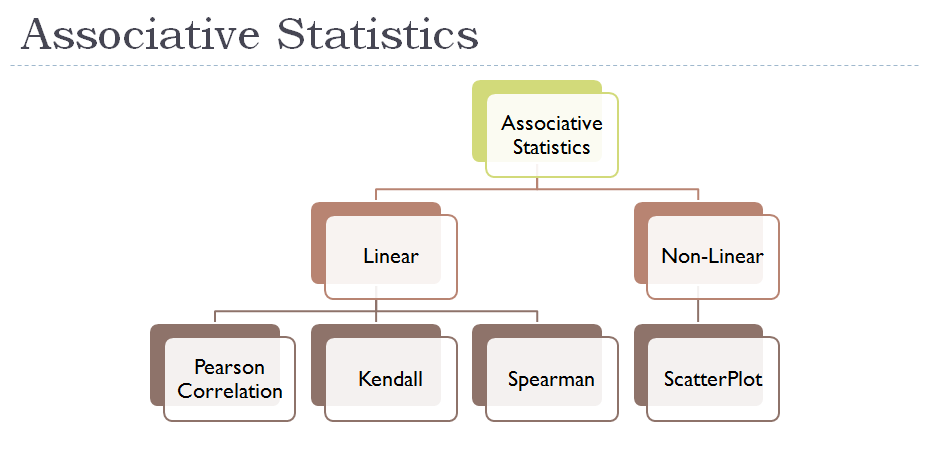 Associative Statistics
Associative
Statistics
Linear
Non-Linear
Pearson
Correlation
Kendall
Spearman
ScatterPlot